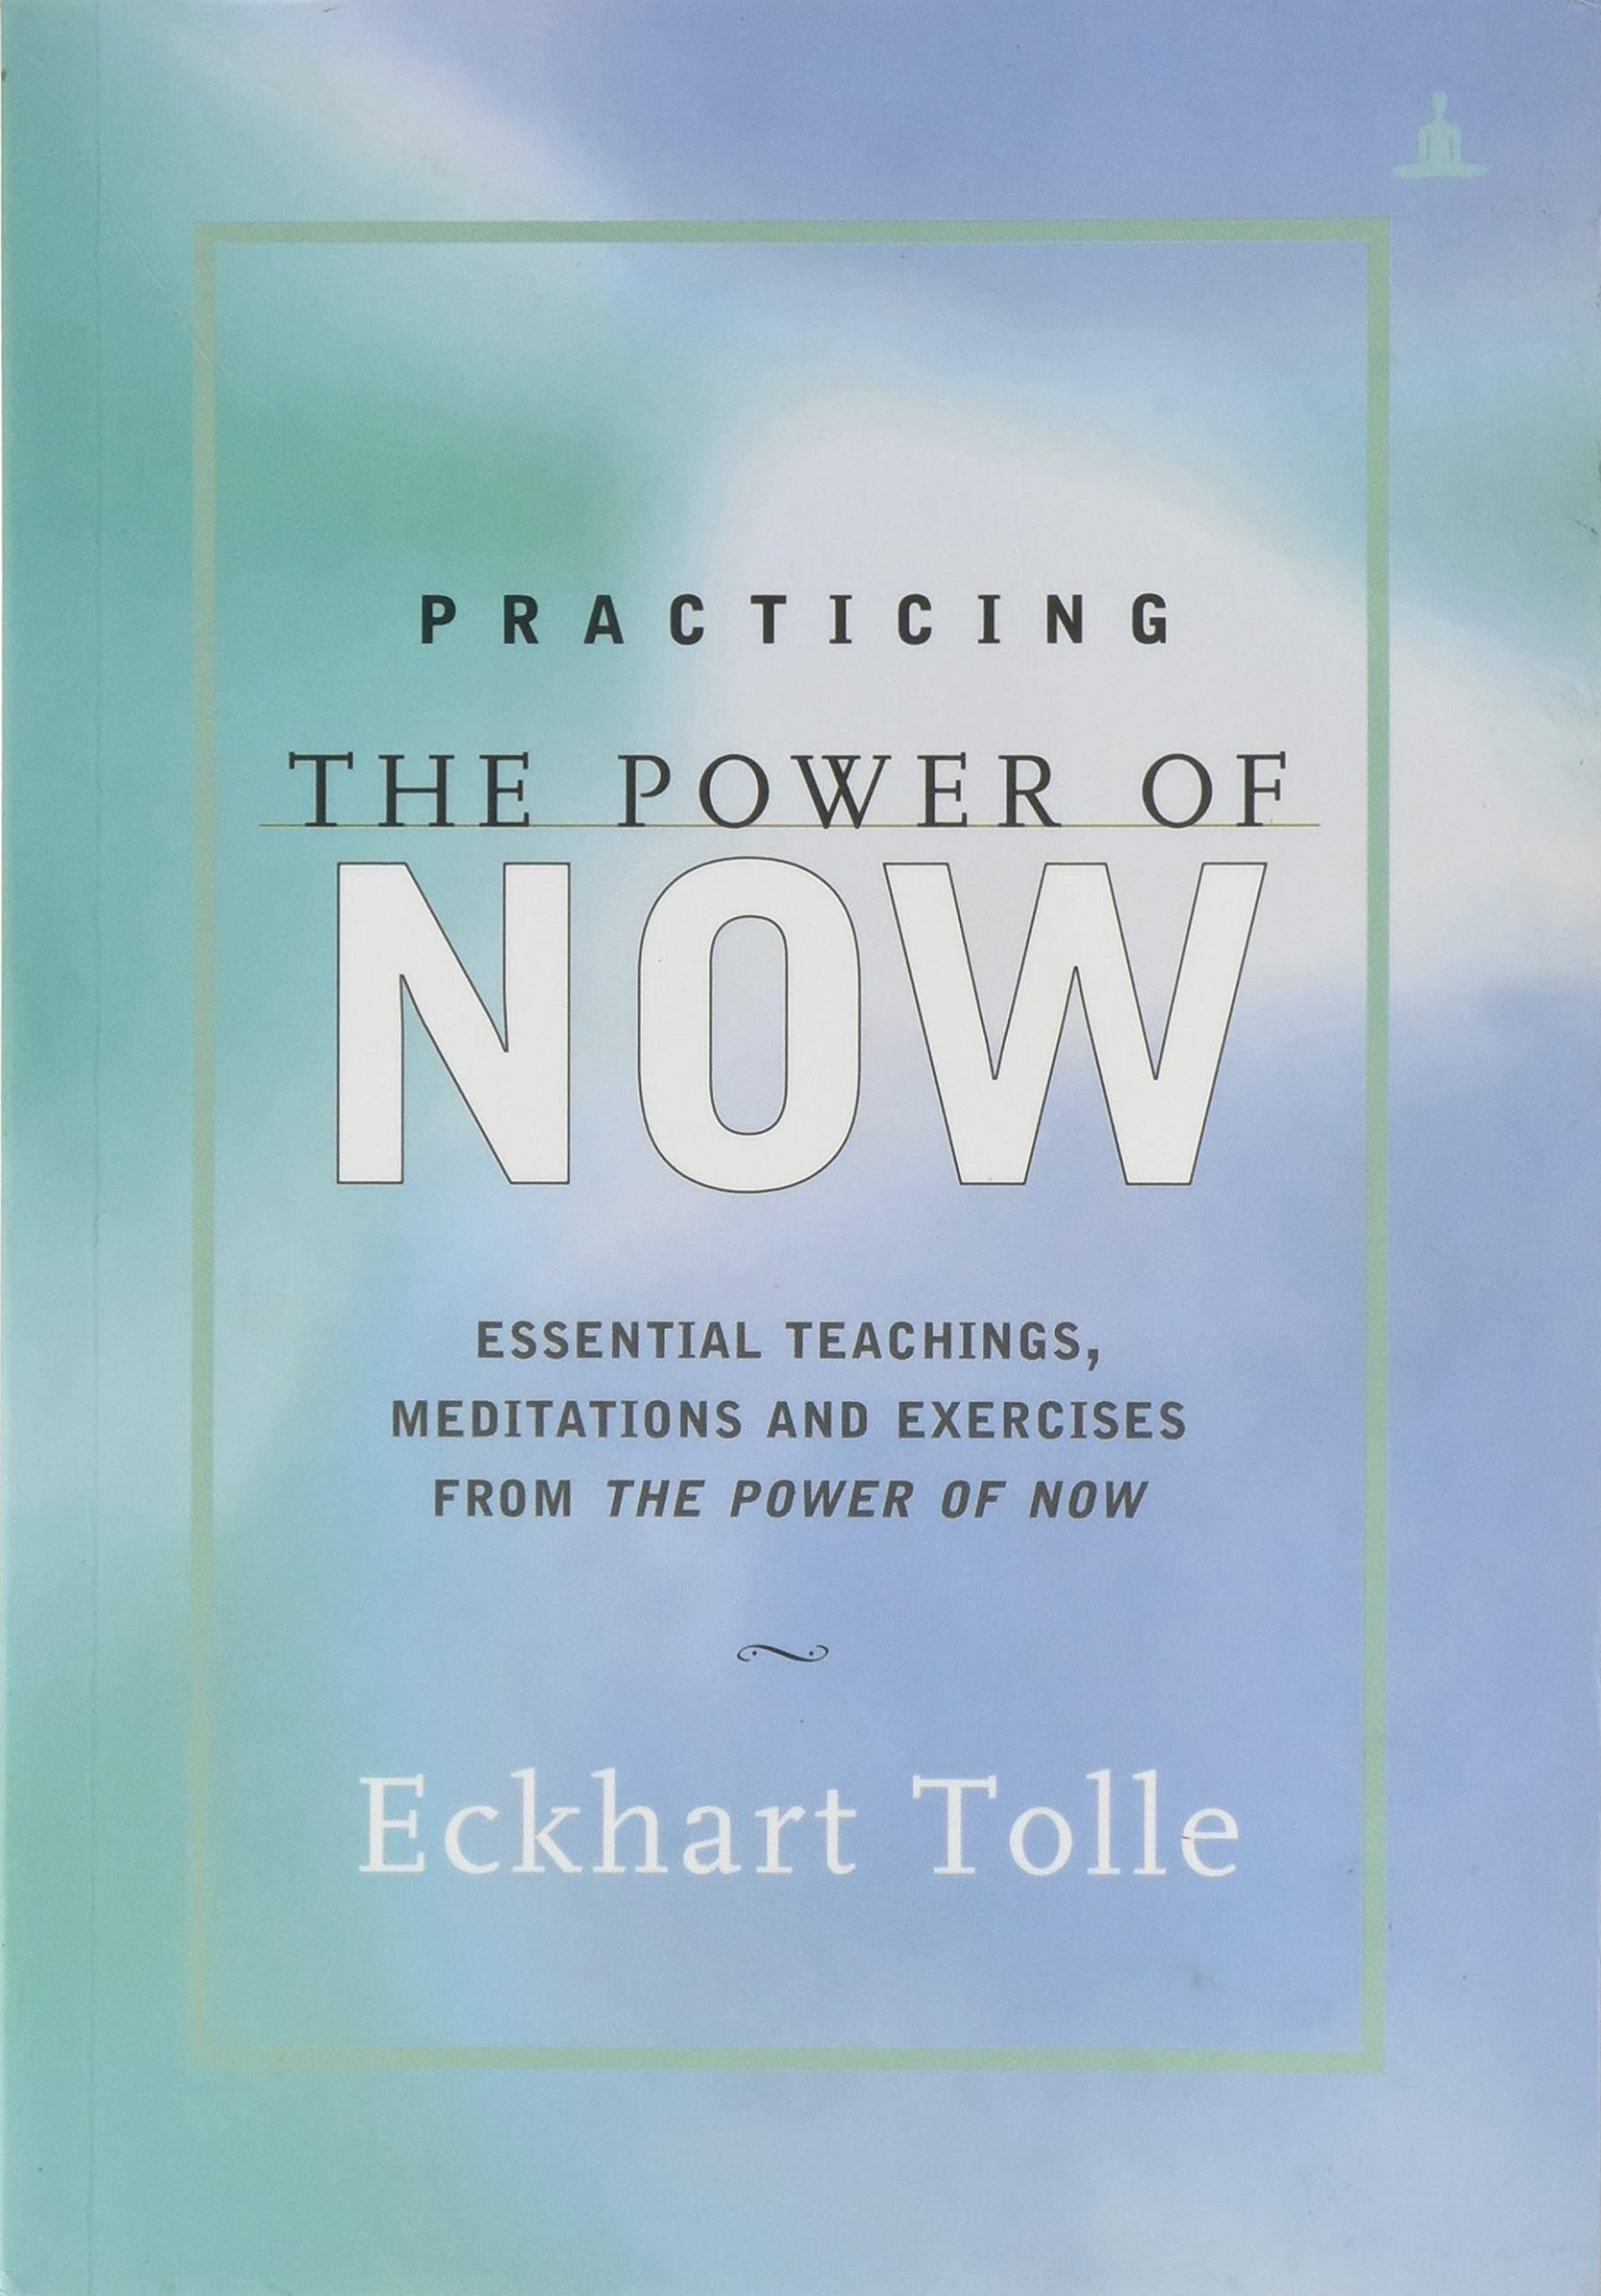 PRACTICING
THE POWER OF
NOW
ESSENTIAL TEACHINGS,
MEDITATIONS AND EXERCISES
FROM THE POWER OF NOW
Eckhart Tolle